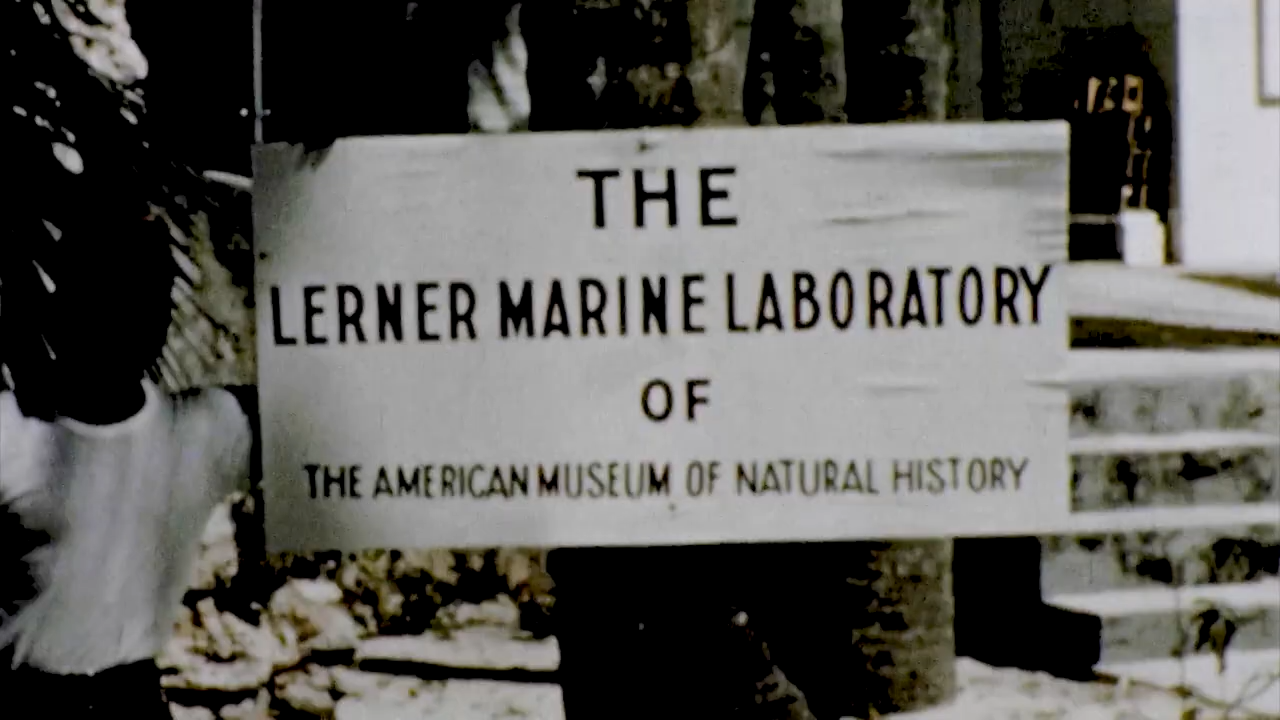 THE
LERNER MARINE LABORATORY
OF
THE AMERICAN MUSEUM OF NATURAL HISTORY